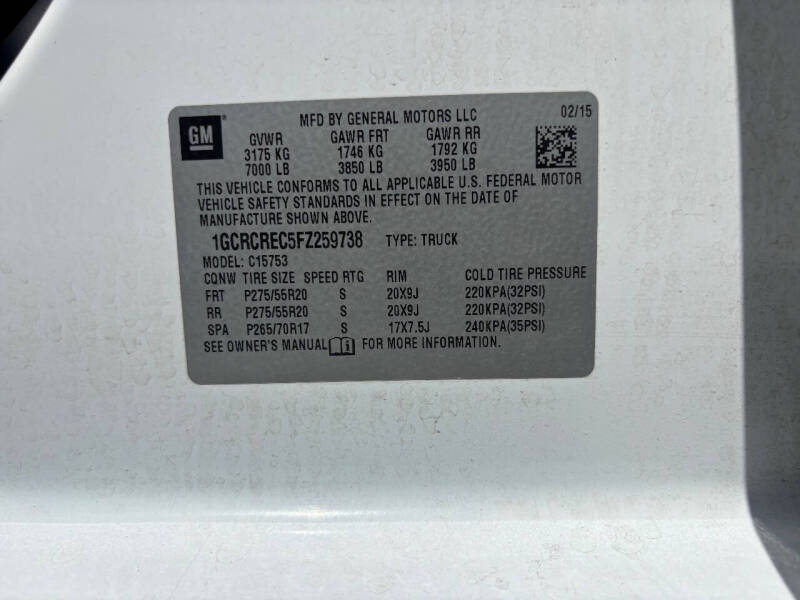 GM MFD BY GENERAL MOTORS LLC 02/15
GVWR GAWR FRT GAWR RR
3175 KG 1746 KG 1792 KG
7000 LB 3850 LB 3950 LB
THIS VEHICLE CONFORMS TO ALL APPLICABLE U.S. FEDERAL MOTOR
VEHICLE SAFETY STANDARDS IN EFFECT ON THE DATE OF
MANUFACTURE SHOWN ABOVE.
1GCRCREC5FZ259738 TYPE: TRUCK
MODEL: C15753
CQNW TIRE SIZE SPEED RTG RIM COLD TIRE PRESSURE
FRT P275/55R20 S 20X9J 220KPA(32PSI)
RR P275/55R20 S 20X9J 220KPA(32PSI)
SPA P265/70R17 S 17X7.5J 240KPA(35PSI)
SEE OWNER'S MANUAL FOR MORE INFORMATION.